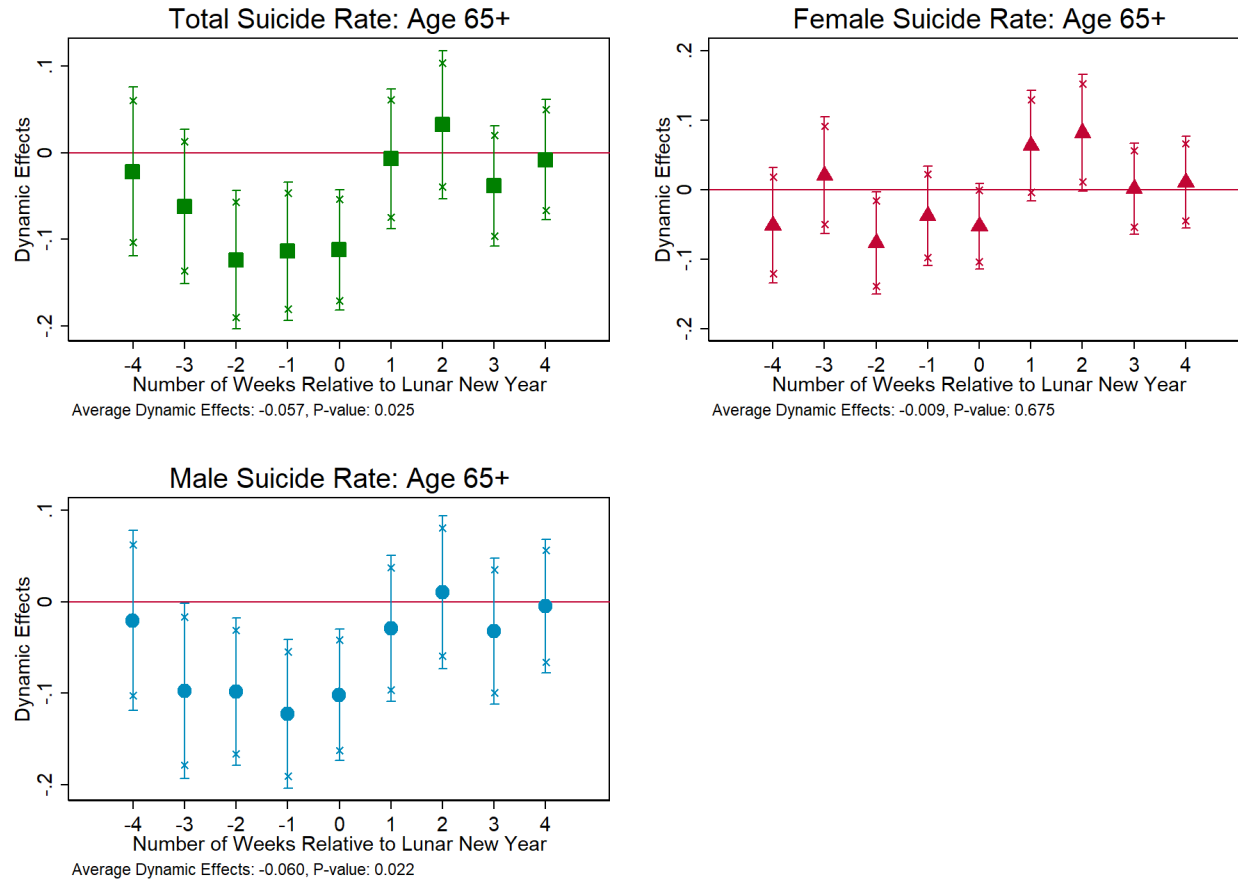 Total Suicide Rate: Age 65+
Dynamic Effects
.1
0
-.1
-.2
-4 -3 -2 -1 0 1 2 3 4
Number of Weeks Relative to Lunar New Year
Average Dynamic Effects: -0.057, P-value: 0.025
Female Suicide Rate: Age 65+
Dynamic Effects
.2
.1
0
-.1
-.2
-4 -3 -2 -1 0 1 2 3 4
Number of Weeks Relative to Lunar New Year
Average Dynamic Effects: -0.009, P-value: 0.675
Male Suicide Rate: Age 65+
Dynamic Effects
.1
0
-.1
-.2
-4 -3 -2 -1 0 1 2 3 4
Number of Weeks Relative to Lunar New Year
Average Dynamic Effects: -0.060, P-value: 0.022